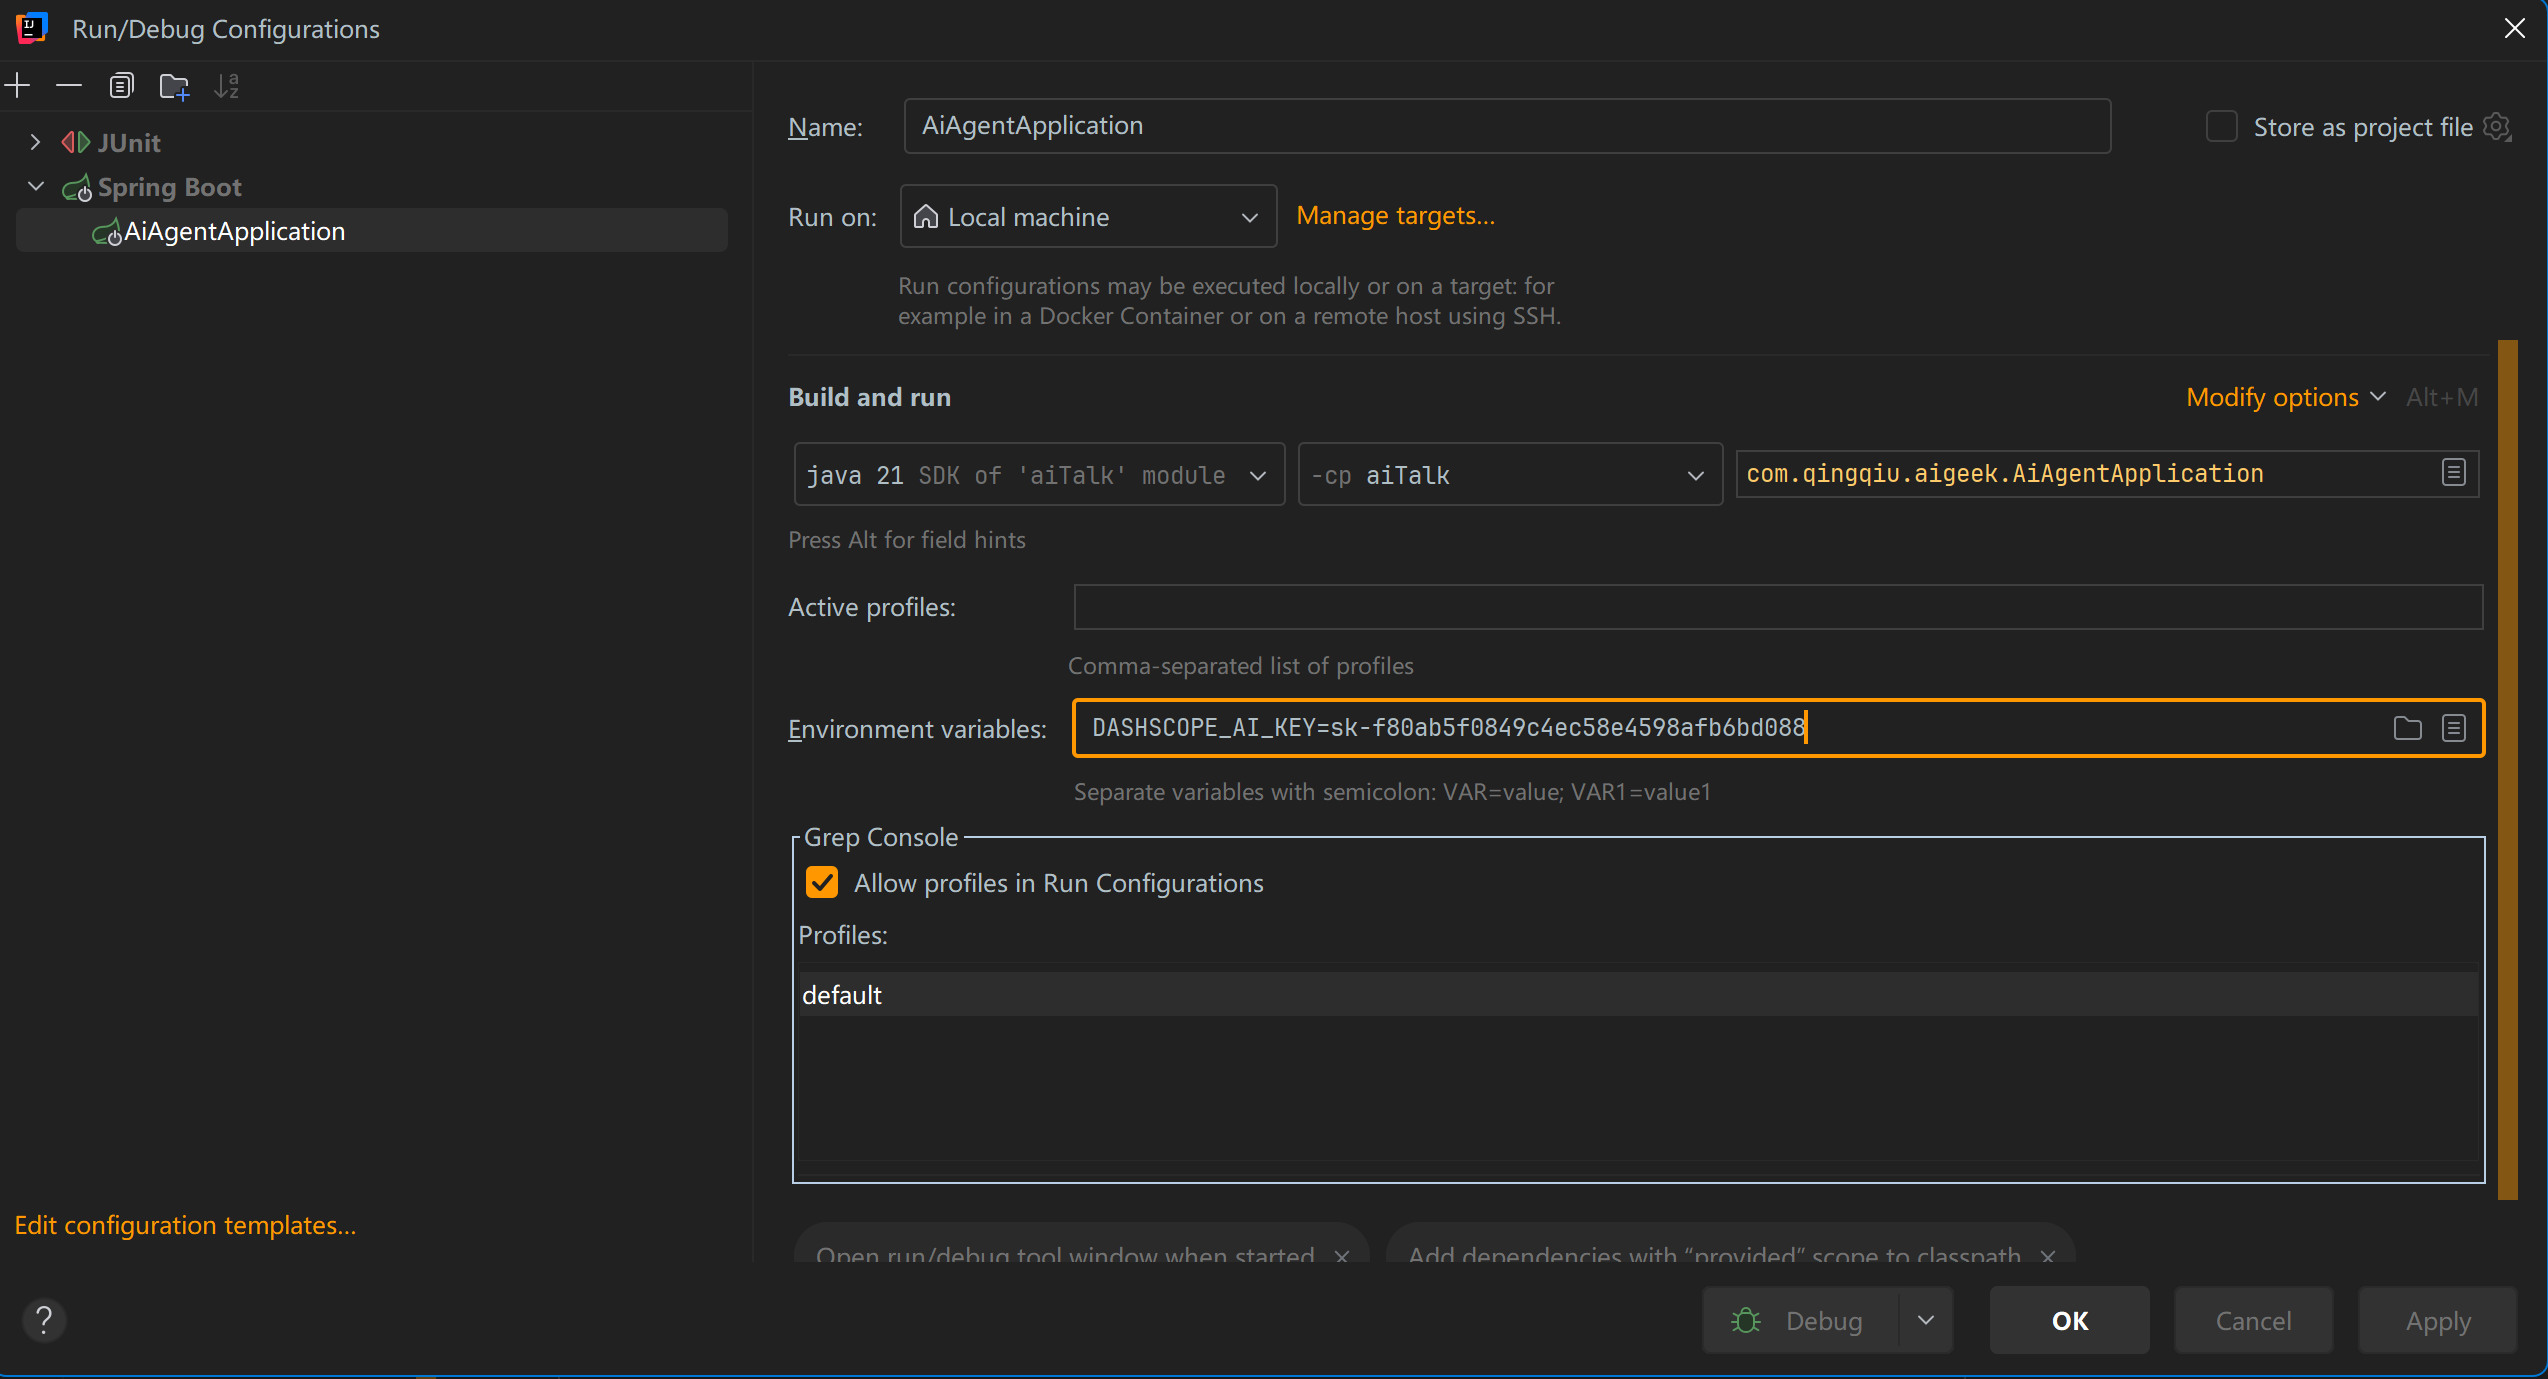 Run/Debug Configurations
JUnit
Spring Boot
AiAgentApplication
Edit configuration templates...
Name: AiAgentApplication
Store as project file
Run on: Local machine Manage targets...
Run configurations may be executed locally or on a target: for
example in a Docker Container or on a remote host using SSH.
Build and run
Modify options Alt+M
java 21 SDK of 'aiTalk' module -cp aiTalk com.qingqiu.aigeek.AiAgentApplication
Press Alt for field hints
Active profiles:
Comma-separated list of profiles
Environment variables: DASHSCOPE_AI_KEY=sk-f80ab5f0849c4ec58e4598afb6bd088
Separate variables with semicolon: VAR=value; VAR1=value1
Grep Console
Allow profiles in Run Configurations
Profiles:
default
Open run/debug tool window when started × Add dependencies with “provided” scope to classpath ×
? Debug OK Cancel Apply